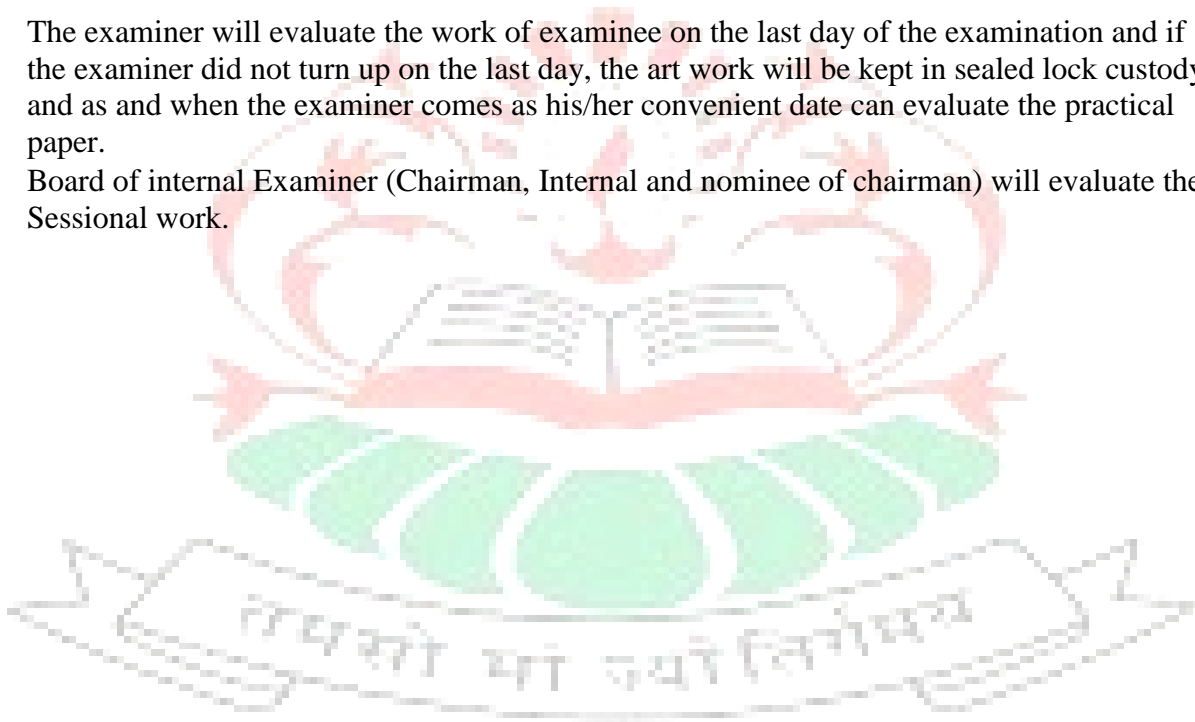 The examiner will evaluate the work of examinee on the last day of the examination and if
the examiner did not turn up on the last day, the art work will be kept in sealed lock custody
and as and when the examiner comes as his/her convenient date can evaluate the practical
paper.
Board of internal Examiner (Chairman, Internal and nominee of chairman) will evaluate the
Sessional work.